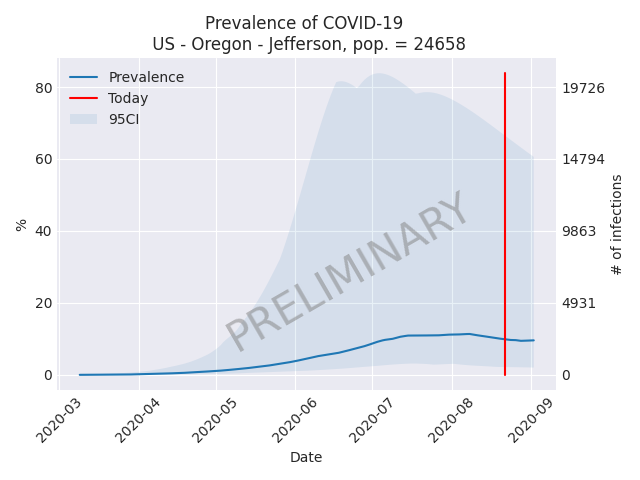 Prevalence of COVID-19
US - Oregon - Jefferson, pop. = 24658
Prevalence
Today
95CI
80
60
40
20
0
%
19726
14794
9863
4931
0
# of infections
PRELIMINARY
2020-03
2020-04
2020-05
2020-06
2020-07
2020-08
2020-09
Date